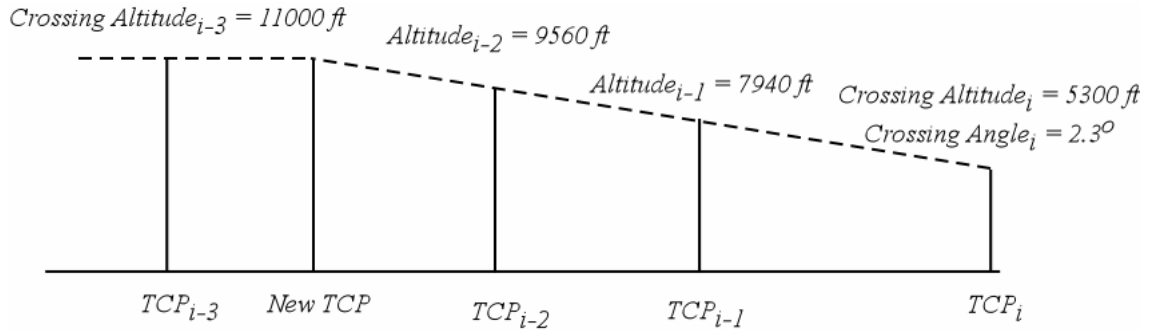 Crossing Altitude_{i-3} = 11000 ft
Altitude_{i-2} = 9560 ft
Altitude_{i-1} = 7940 ft
Crossing Altitude_i = 5300 ft
Crossing Angle_i = 2.3⁰
TCP_{i-3}
New TCP
TCP_{i-2}
TCP_{i-1}
TCP_i